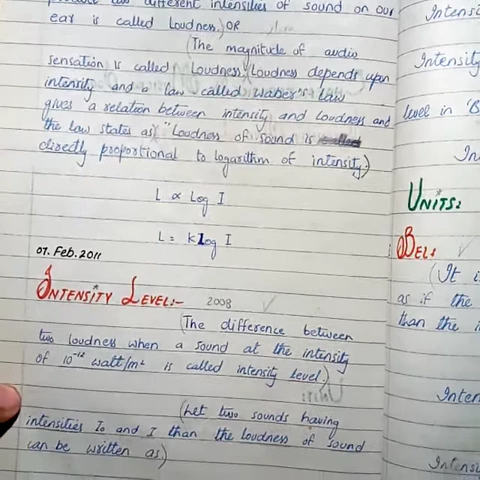 different intensities of sound on our
ear is called loudness.) OR
(The magnitude of audio
sensation is called loudness. Loudness depends upon
intensity and a law called Waber's Law
gives a relation between intensity and loudness and
the law states as) "Loudness of sound is
directly proportional to logarithm of intensity)
L ∝ Log I
L = K log I
07. Feb. 2011
INTENSITY LEVEL:- 2008
(The difference between
two loudness when a sound at the intensity
of 10⁻¹² watt/m² is called intensity level.)
(Let two sounds having
intensities I₀ and I than the loudness of sound
can be written as)
Intensi
Intensity
level in 'B
In
UNITS:
BEL:
(It i
as if the
than the i
Inten
Intensi